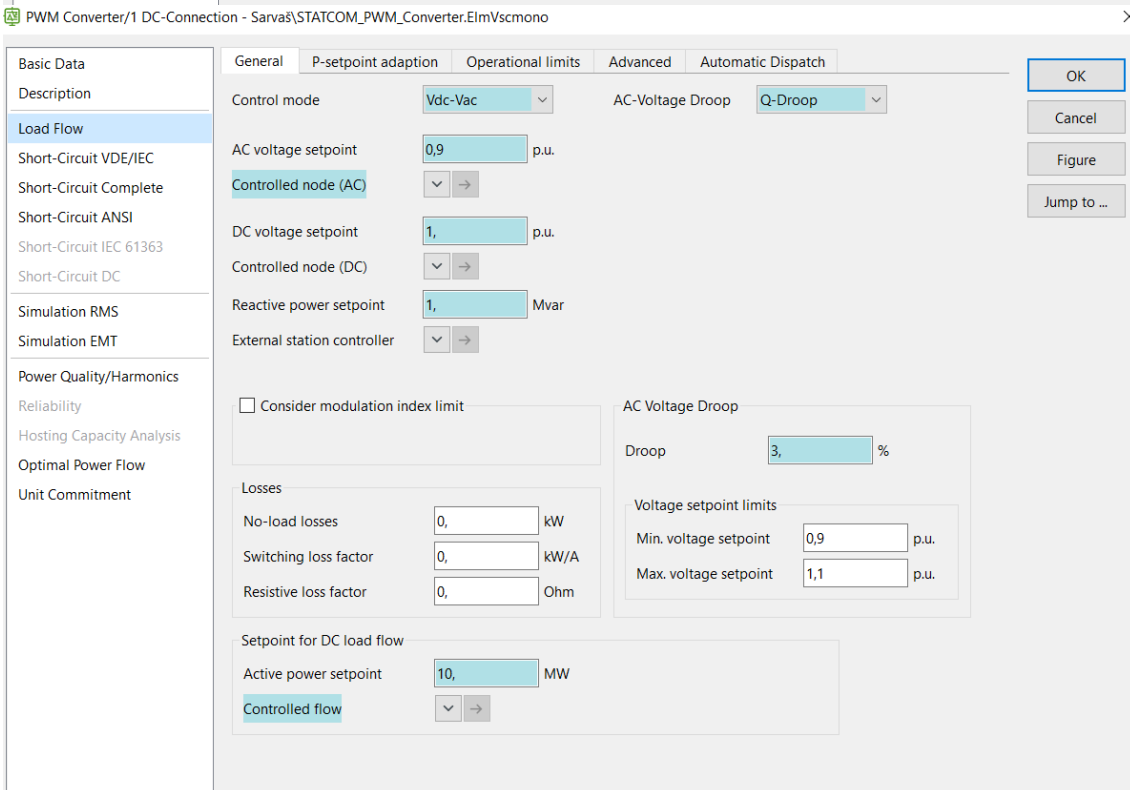 PWM Converter/1 DC-Connection - Sarvaš\STATCOM_PWM_Converter.ElmVscmono
Basic Data
Description
Load Flow
Short-Circuit VDE/IEC
Short-Circuit Complete
Short-Circuit ANSI
Short-Circuit IEC 61363
Short-Circuit DC
Simulation RMS
Simulation EMT
Power Quality/Harmonics
Reliability
Hosting Capacity Analysis
Optimal Power Flow
Unit Commitment
General P-setpoint adaption Operational limits Advanced Automatic Dispatch
Control mode Vdc-Vac AC-Voltage Droop Q-Droop
AC voltage setpoint 0,9 p.u.
Controlled node (AC)
DC voltage setpoint 1, p.u.
Controlled node (DC)
Reactive power setpoint 1, Mvar
External station controller
Consider modulation index limit
Losses
No-load losses 0, kW
Switching loss factor 0, kW/A
Resistive loss factor 0, Ohm
AC Voltage Droop
Droop 3, %
Voltage setpoint limits
Min. voltage setpoint 0,9 p.u.
Max. voltage setpoint 1,1 p.u.
Setpoint for DC load flow
Active power setpoint 10, MW
Controlled flow
OK
Cancel
Figure
Jump to ...